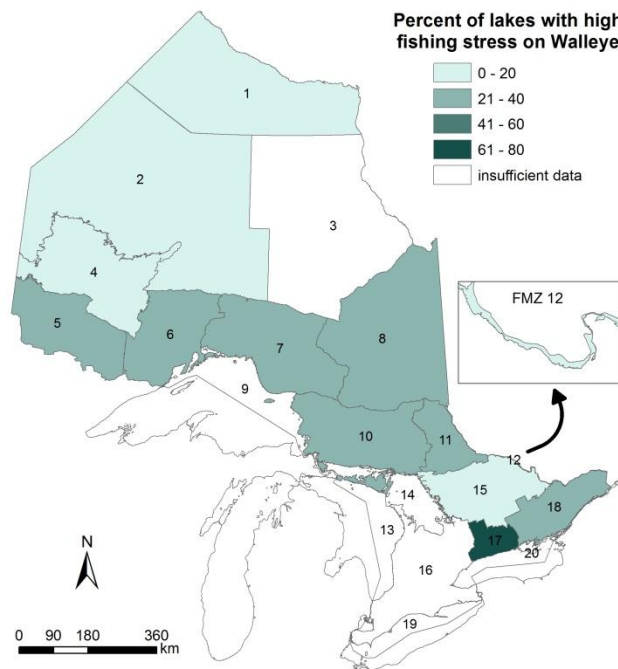 Percent of lakes with high
fishing stress on Walleye
0 - 20
21 - 40
41 - 60
61 - 80
insufficient data
1
2
3
4
5
6
7
8
9
10
11
12
FMZ 12
15
14
18
13
17
20
16
19
N
0 90 180 360
km